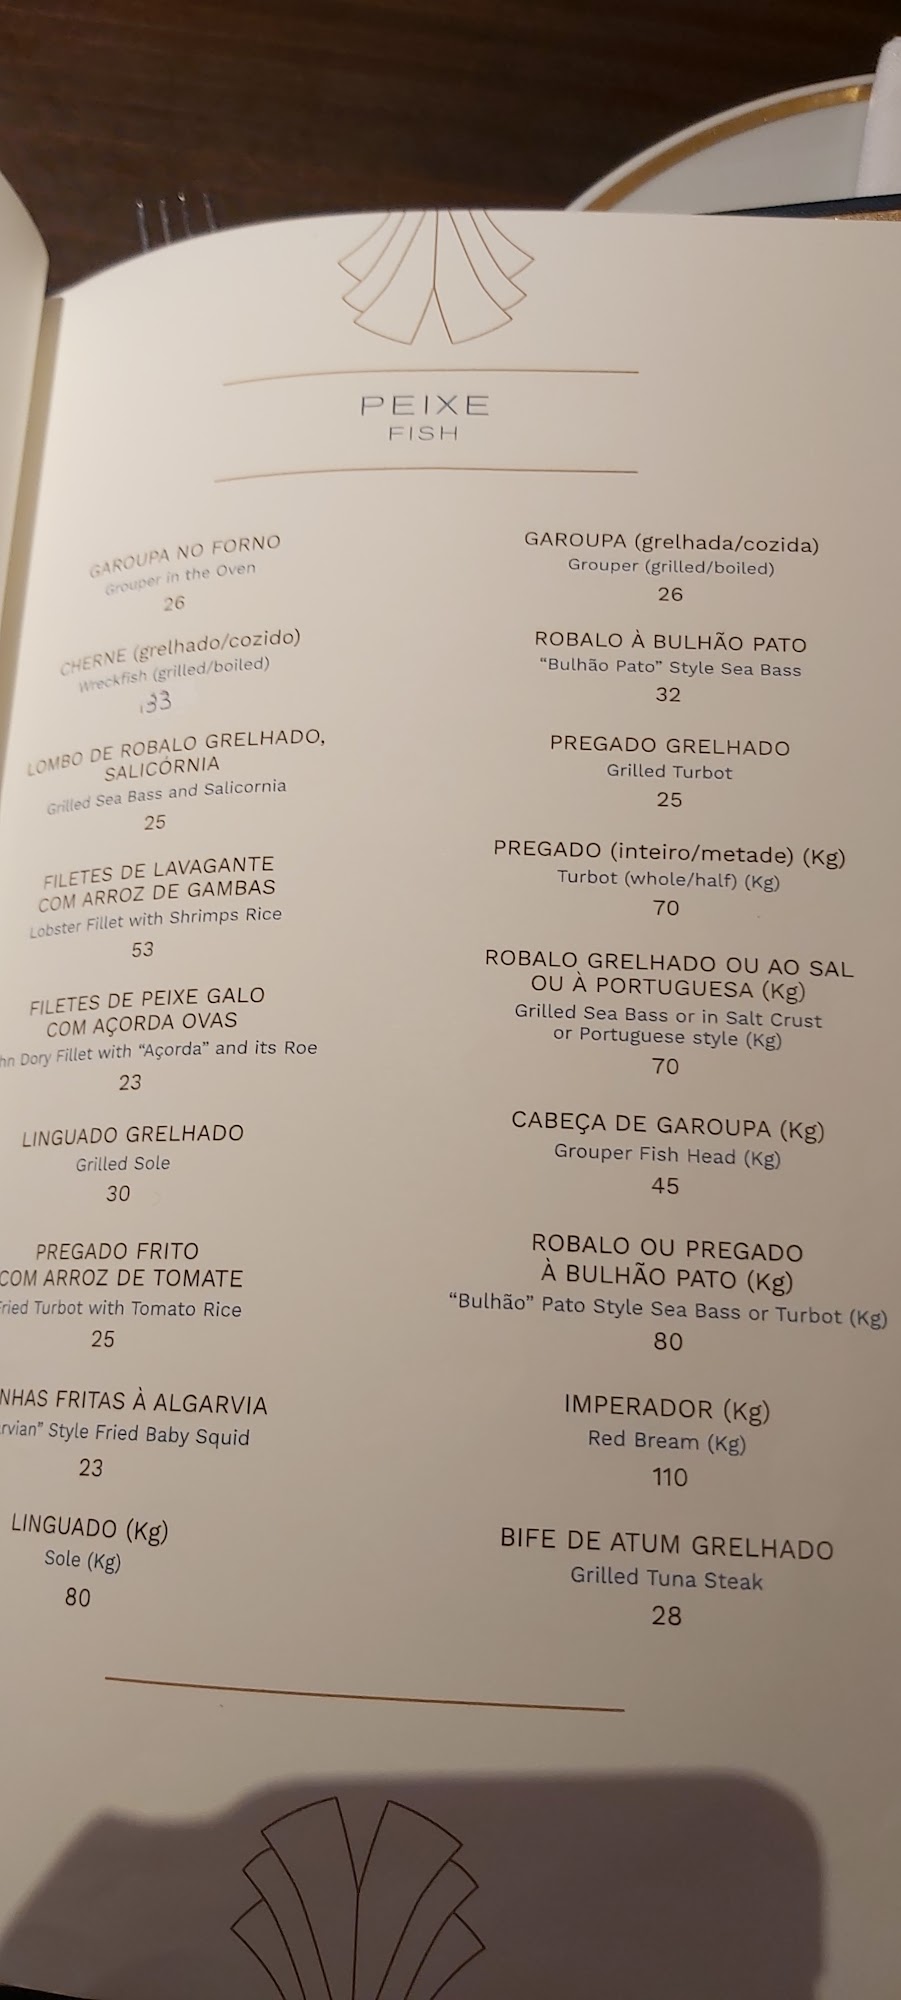 PEIXE
FISH
GAROUPA NO FORNO
Grouper in the Oven
26
CHERNE (grelhado/cozido)
Wreckfish (grilled/boiled)
33
LOMBO DE ROBALO GRELHADO,
SALICÓRNIA
Grilled Sea Bass and Salicornia
25
FILETES DE LAVAGANTE
COM ARROZ DE GAMBAS
Lobster Fillet with Shrimps Rice
53
FILETES DE PEIXE GALO
COM AÇORDA OVAS
Dory Fillet with “Açorda” and its Roe
23
LINGUADO GRELHADO
Grilled Sole
30
PREGADO FRITO
COM ARROZ DE TOMATE
Fried Turbot with Tomato Rice
25
FRITAS À ALGARVIA
Style Fried Baby Squid
23
LINGUADO (Kg)
Sole (Kg)
80
GAROUPA (grelhada/cozida)
Grouper (grilled/boiled)
26
ROBALO À BULHÃO PATO
“Bulhão Pato” Style Sea Bass
32
PREGADO GRELHADO
Grilled Turbot
25
PREGADO (inteiro/metade) (Kg)
Turbot (whole/half) (Kg)
70
ROBALO GRELHADO OU AO SAL
OU À PORTUGUESA (Kg)
Grilled Sea Bass or in Salt Crust
or Portuguese style (Kg)
70
CABEÇA DE GAROUPA (Kg)
Grouper Fish Head (Kg)
45
ROBALO OU PREGADO
À BULHÃO PATO (Kg)
“Bulhão” Pato Style Sea Bass or Turbot (Kg)
80
IMPERADOR (Kg)
Red Bream (Kg)
110
BIFE DE ATUM GRELHADO
Grilled Tuna Steak
28